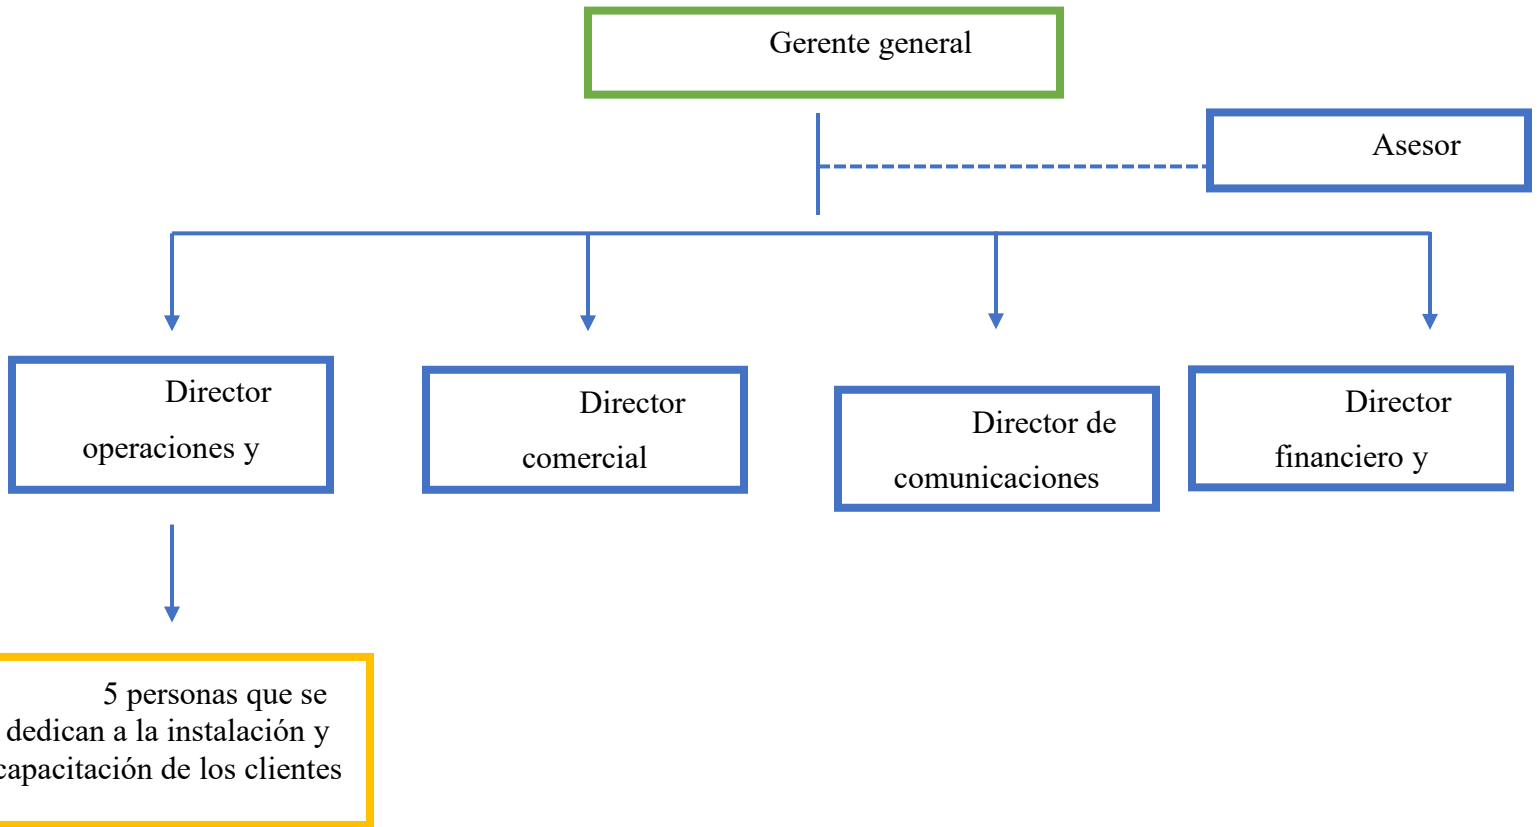 Gerente general
Asesor
Director
operaciones y
Director
comercial
Director de
comunicaciones
Director
financiero y
5 personas que se
dedican a la instalación y
capacitación de los clientes